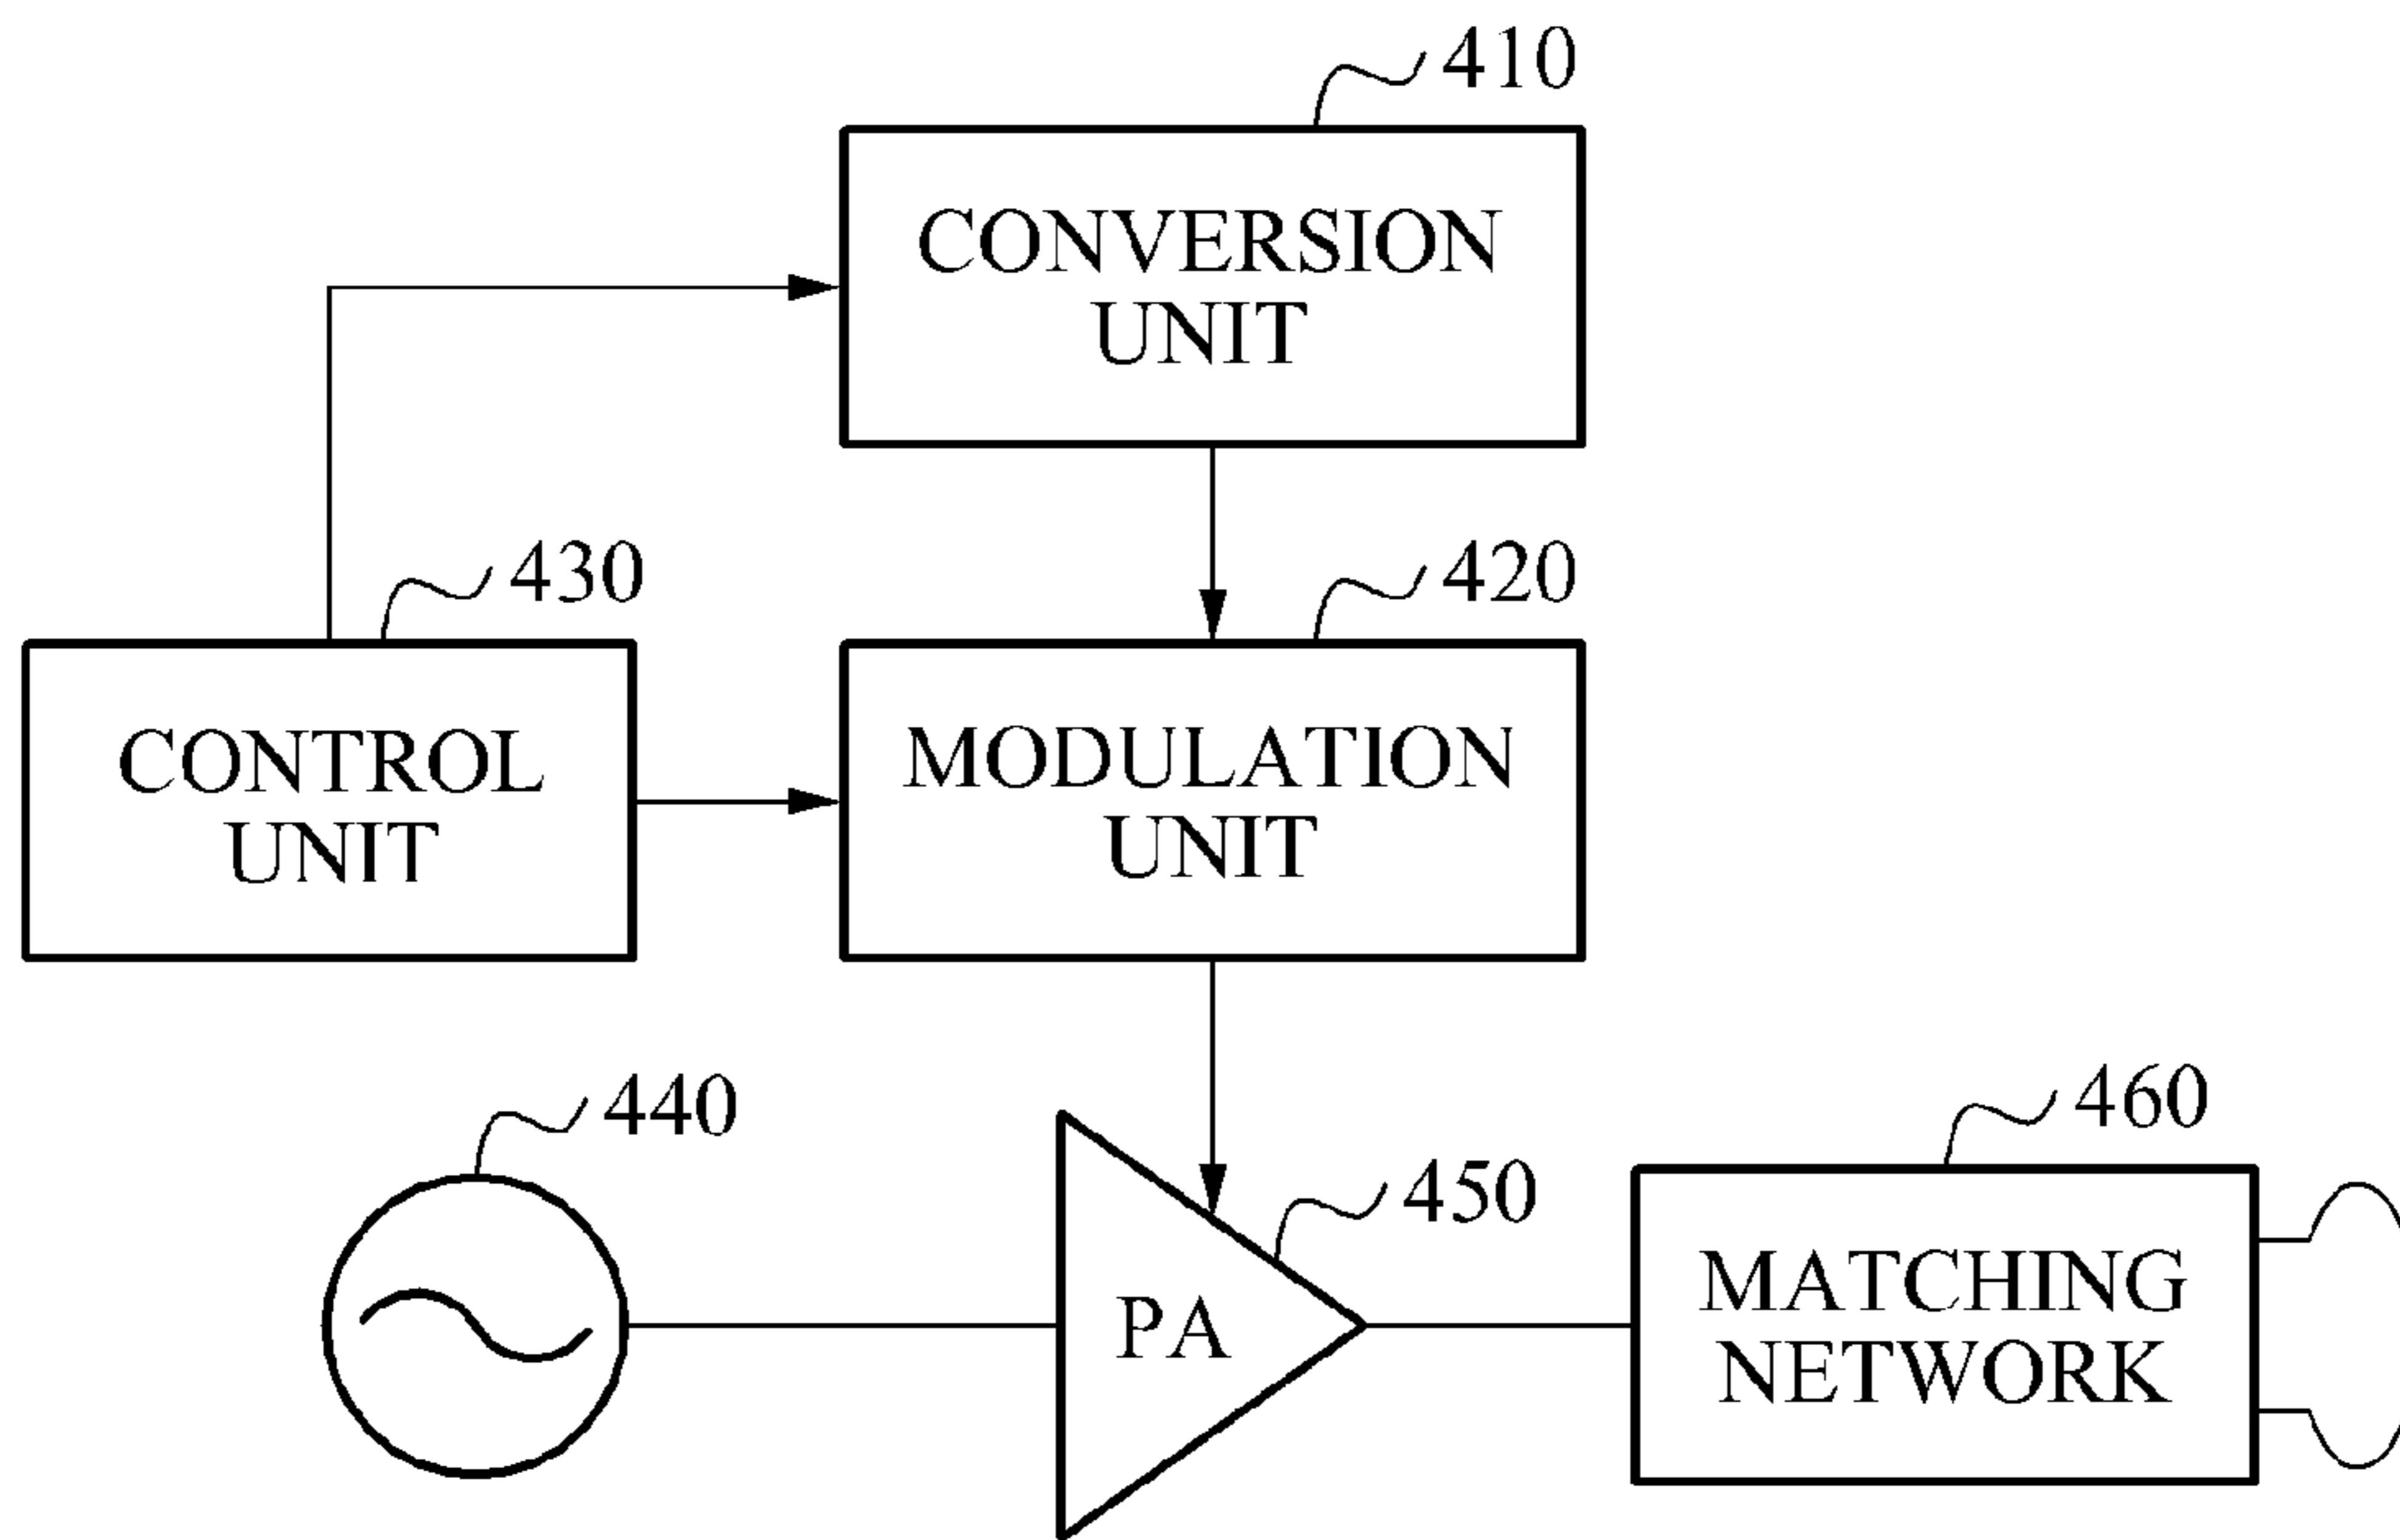 410
CONVERSION
UNIT
430
420
CONTROL
UNIT
MODULATION
UNIT
440
450
460
PA
MATCHING
NETWORK